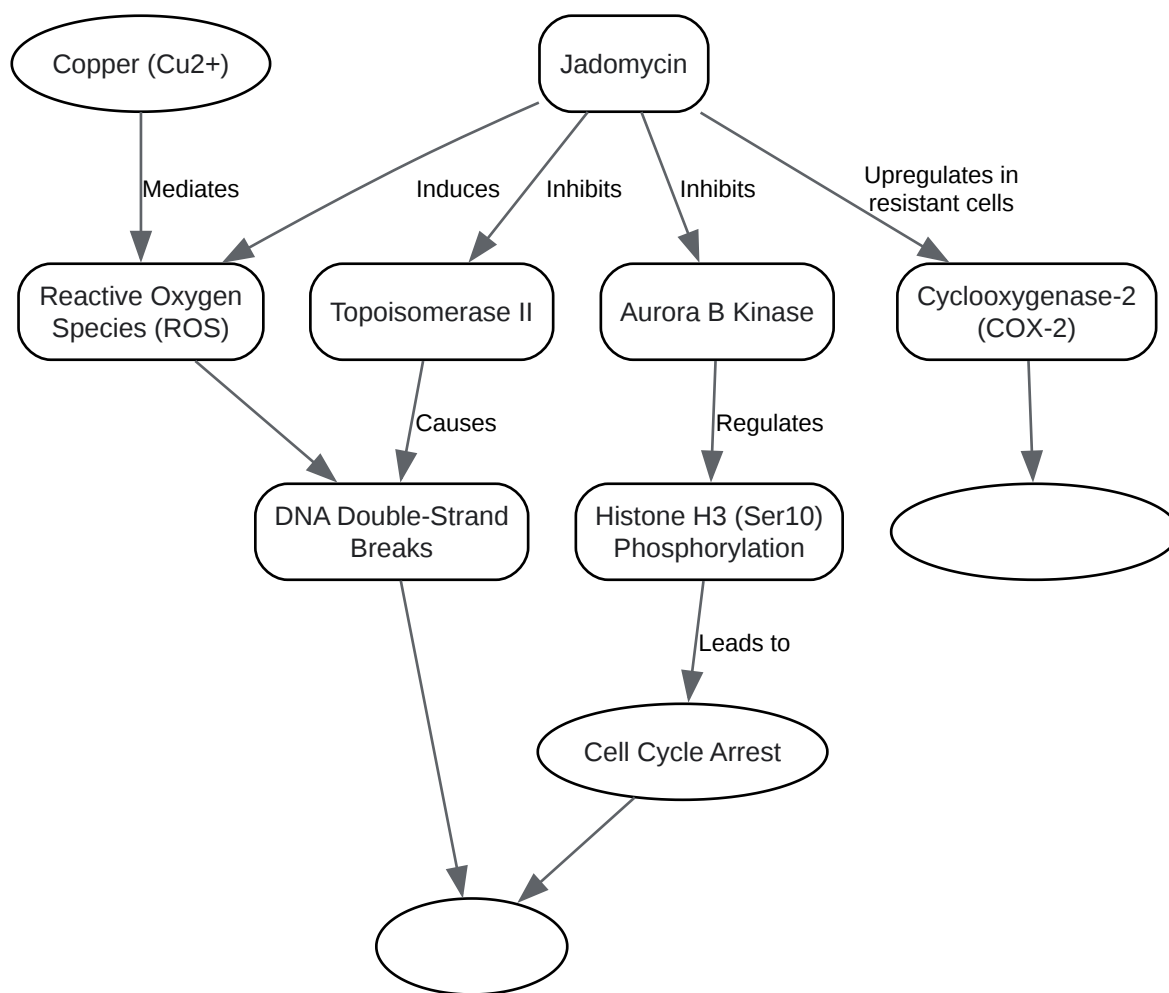 Copper (Cu2+)
Jadomycin
Mediates
Induces
Inhibits
Inhibits
Upregulates in
resistant cells
Reactive Oxygen
Species (ROS)
Topoisomerase II
Aurora B Kinase
Cyclooxygenase-2
(COX-2)
Causes
Regulates
DNA Double-Strand
Breaks
Histone H3 (Ser10)
Phosphorylation
Leads to
Cell Cycle Arrest